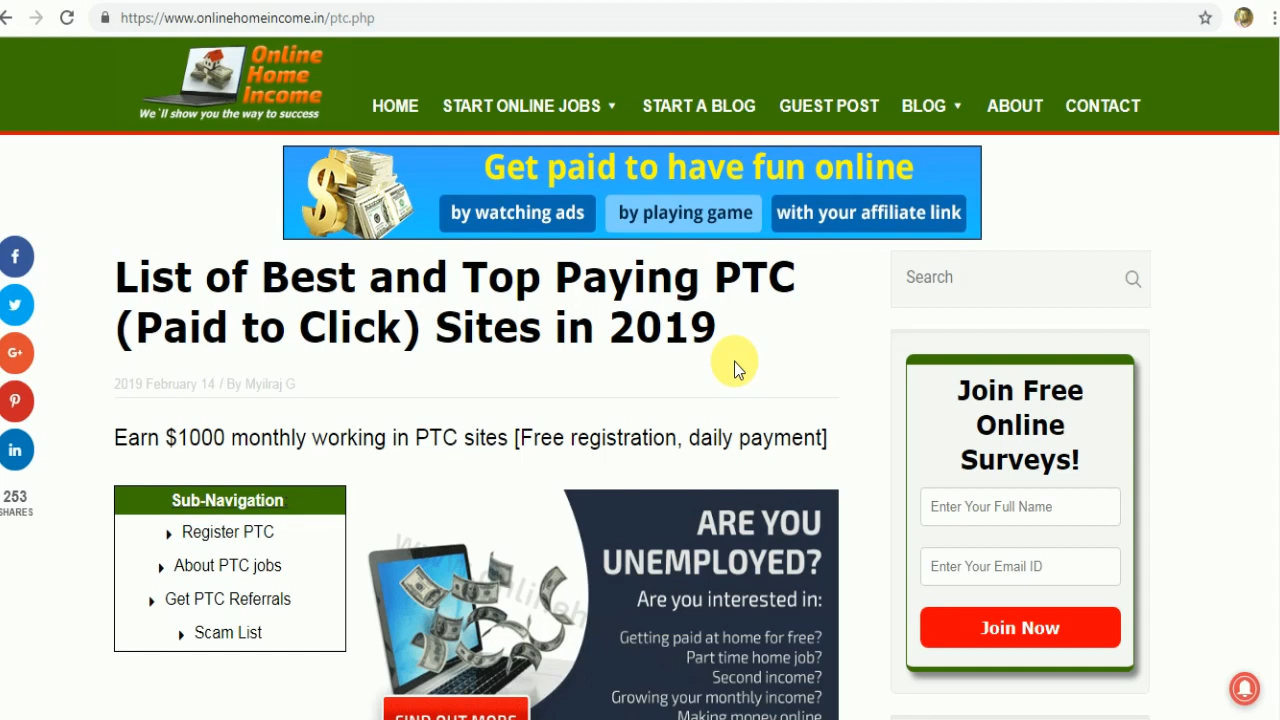 https://www.onlinehomeincome.in/ptc.php
Online
Home
Income
We`ll show you the way to success
HOME START ONLINE JOBS START A BLOG GUEST POST BLOG ABOUT CONTACT
Get paid to have fun online
by watching ads by playing game with your affiliate link
List of Best and Top Paying PTC
(Paid to Click) Sites in 2019
2019 February 14 / By Myilraj G
Earn $1000 monthly working in PTC sites [Free registration, daily payment]
253
SHARES
Sub-Navigation
Register PTC
About PTC jobs
Get PTC Referrals
Scam List
ARE YOU
UNEMPLOYED?
Are you interested in:
Getting paid at home for free?
Part time home job?
Second income?
Growing your monthly income?
Making money online
FIND OUT MORE
Search
Join Free
Online
Surveys!
Enter Your Full Name
Enter Your Email ID
Join Now